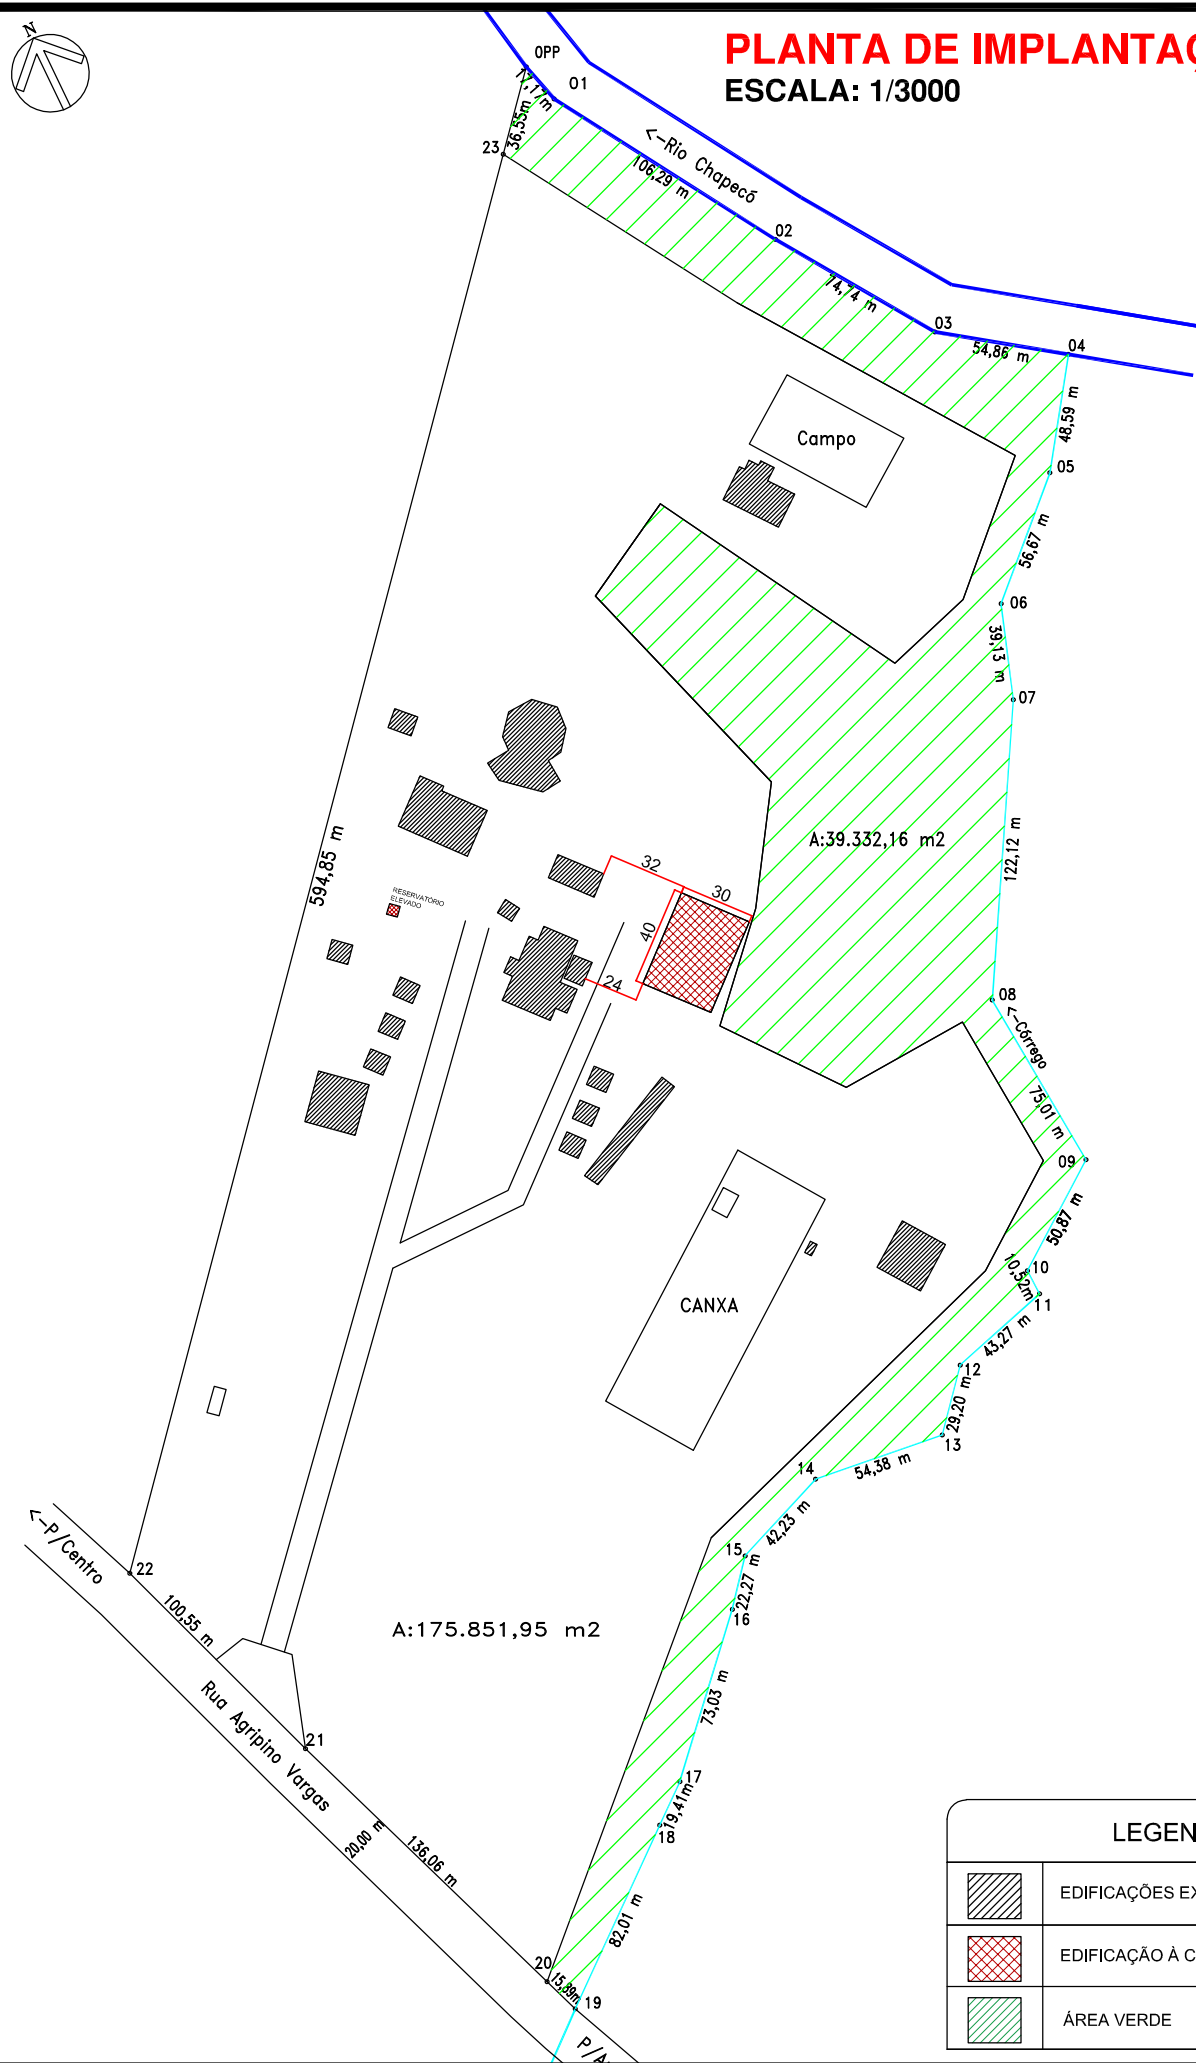 N
PLANTA DE IMPLANTAÇ
ESCALA: 1/3000
OPP
17,17m
01
36,55m
23
<-Rio Chapecó
106,29 m
02
74,74 m
03
54,86 m
04
48,59 m
Campo
05
56,67 m
06
39,13 m
07
594,85 m
A:39.332,16 m2
122,12 m
32
30
RESERVATÓRIO
ELEVADO
40
24
08
<-Córrego
75,01 m
09
50,87 m
10
10,52m
11
CANXA
43,27 m
12
29,20 m
13
54,38 m
14
42,23 m
15
22,27 m
16
<-P/Centro
22
100,55 m
A:175.851,95 m2
73,03 m
Rua Agripino Vargas
21
17
19,41m
18
20,00 m
136,06 m
82,01 m
20
15,89m
19
LEGEN
EDIFICAÇÕES EX
EDIFICAÇÃO À C
ÁREA VERDE